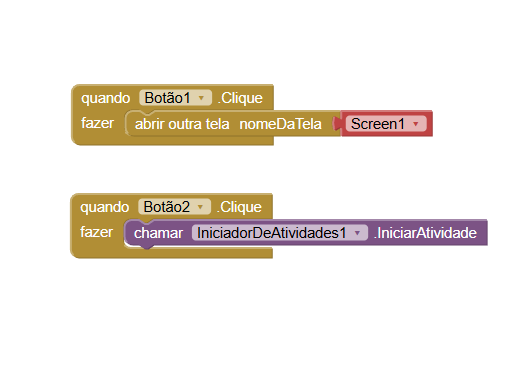 quando Botão1 .Clique
fazer abrir outra tela nomeDaTela Screen1
quando Botão2 .Clique
fazer chamar IniciadorDeAtividades1 .IniciarAtividade